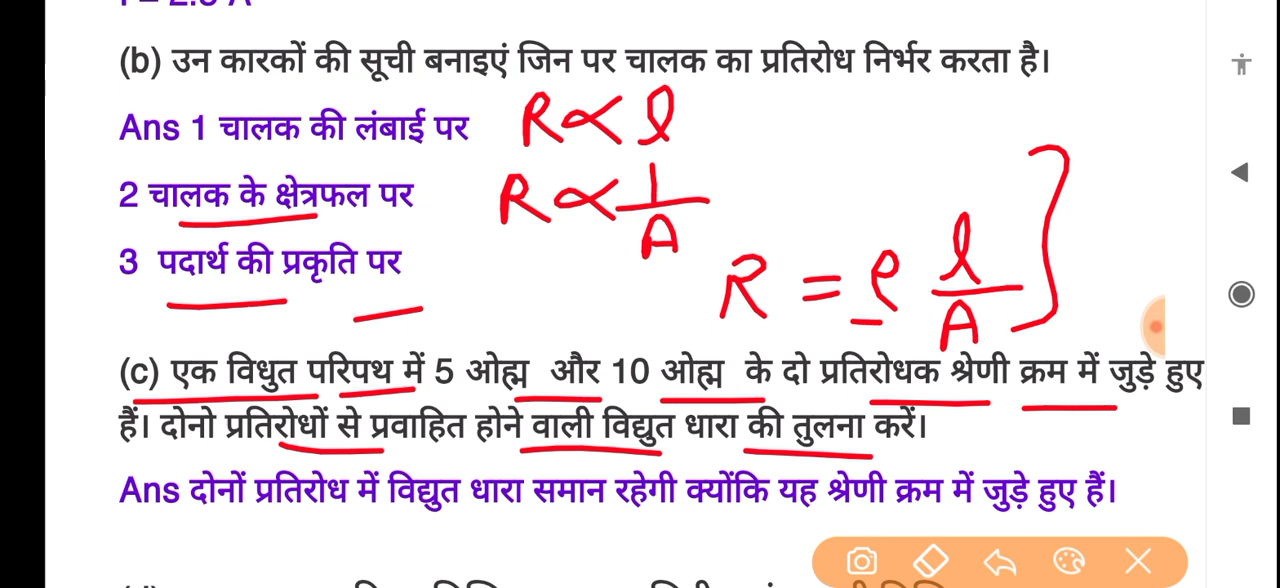 (b) उन कारकों की सूची बनाइएं जिन पर चालक का प्रतिरोध निर्भर करता है।
Ans 1 चालक की लंबाई पर R ∝ l
2 चालक के क्षेत्रफल पर R ∝ 1/A
3 पदार्थ की प्रकृति पर R = ρ l/A
(c) एक विधुत परिपथ में 5 ओह्म और 10 ओह्म के दो प्रतिरोधक श्रेणी क्रम में जुड़े हुए
हैं। दोनो प्रतिरोधों से प्रवाहित होने वाली विद्युत धारा की तुलना करें।
Ans दोनों प्रतिरोध में विद्युत धारा समान रहेगी क्योंकि यह श्रेणी क्रम में जुड़े हुए हैं।